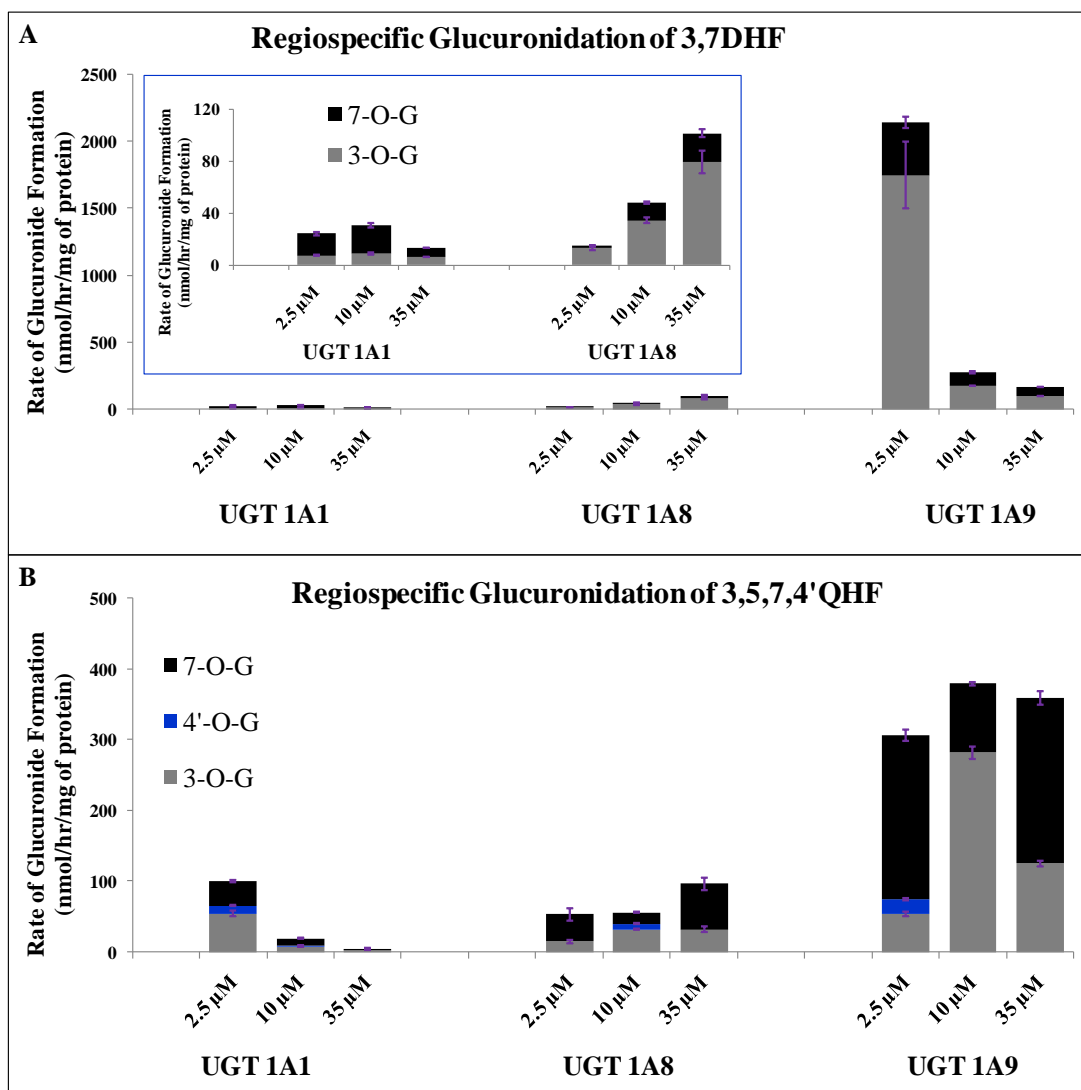 A
Regiospecific Glucuronidation of 3,7DHF
Rate of Glucuronide Formation
(nmol/hr/mg of protein)
2500
2000
1500
1000
500
0
Rate of Glucuronide Formation
(nmol/hr/mg of protein)
120
80
40
0
7-O-G
3-O-G
2.5 µM
10 µM
35 µM
2.5 µM
10 µM
35 µM
UGT 1A1
UGT 1A8
2.5 µM
10 µM
35 µM
2.5 µM
10 µM
35 µM
2.5 µM
10 µM
35 µM
UGT 1A1
UGT 1A8
UGT 1A9
B
Regiospecific Glucuronidation of 3,5,7,4'QHF
Rate of Glucuronide Formation
(nmol/hr/mg of protein)
500
400
300
200
100
0
7-O-G
4'-O-G
3-O-G
2.5 µM
10 µM
35 µM
2.5 µM
10 µM
35 µM
2.5 µM
10 µM
35 µM
UGT 1A1
UGT 1A8
UGT 1A9